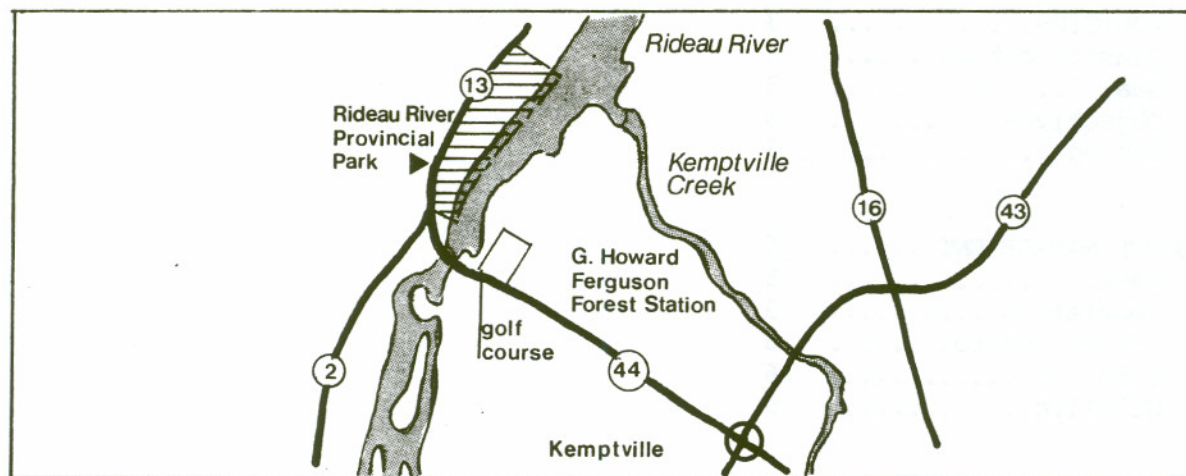 Rideau River
13
Rideau River
Provincial
Park
Kemptville
Creek
16
43
G. Howard
Ferguson
Forest Station
golf
course
2
44
Kemptville